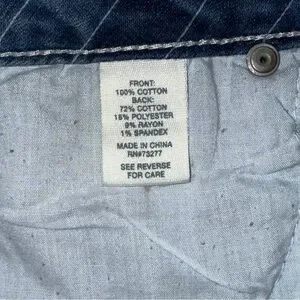 FRONT:
100% COTTON
BACK:
72% COTTON
18% POLYESTER
9% RAYON
1% SPANDEX
MADE IN CHINA
RN#73277
SEE REVERSE
FOR CARE